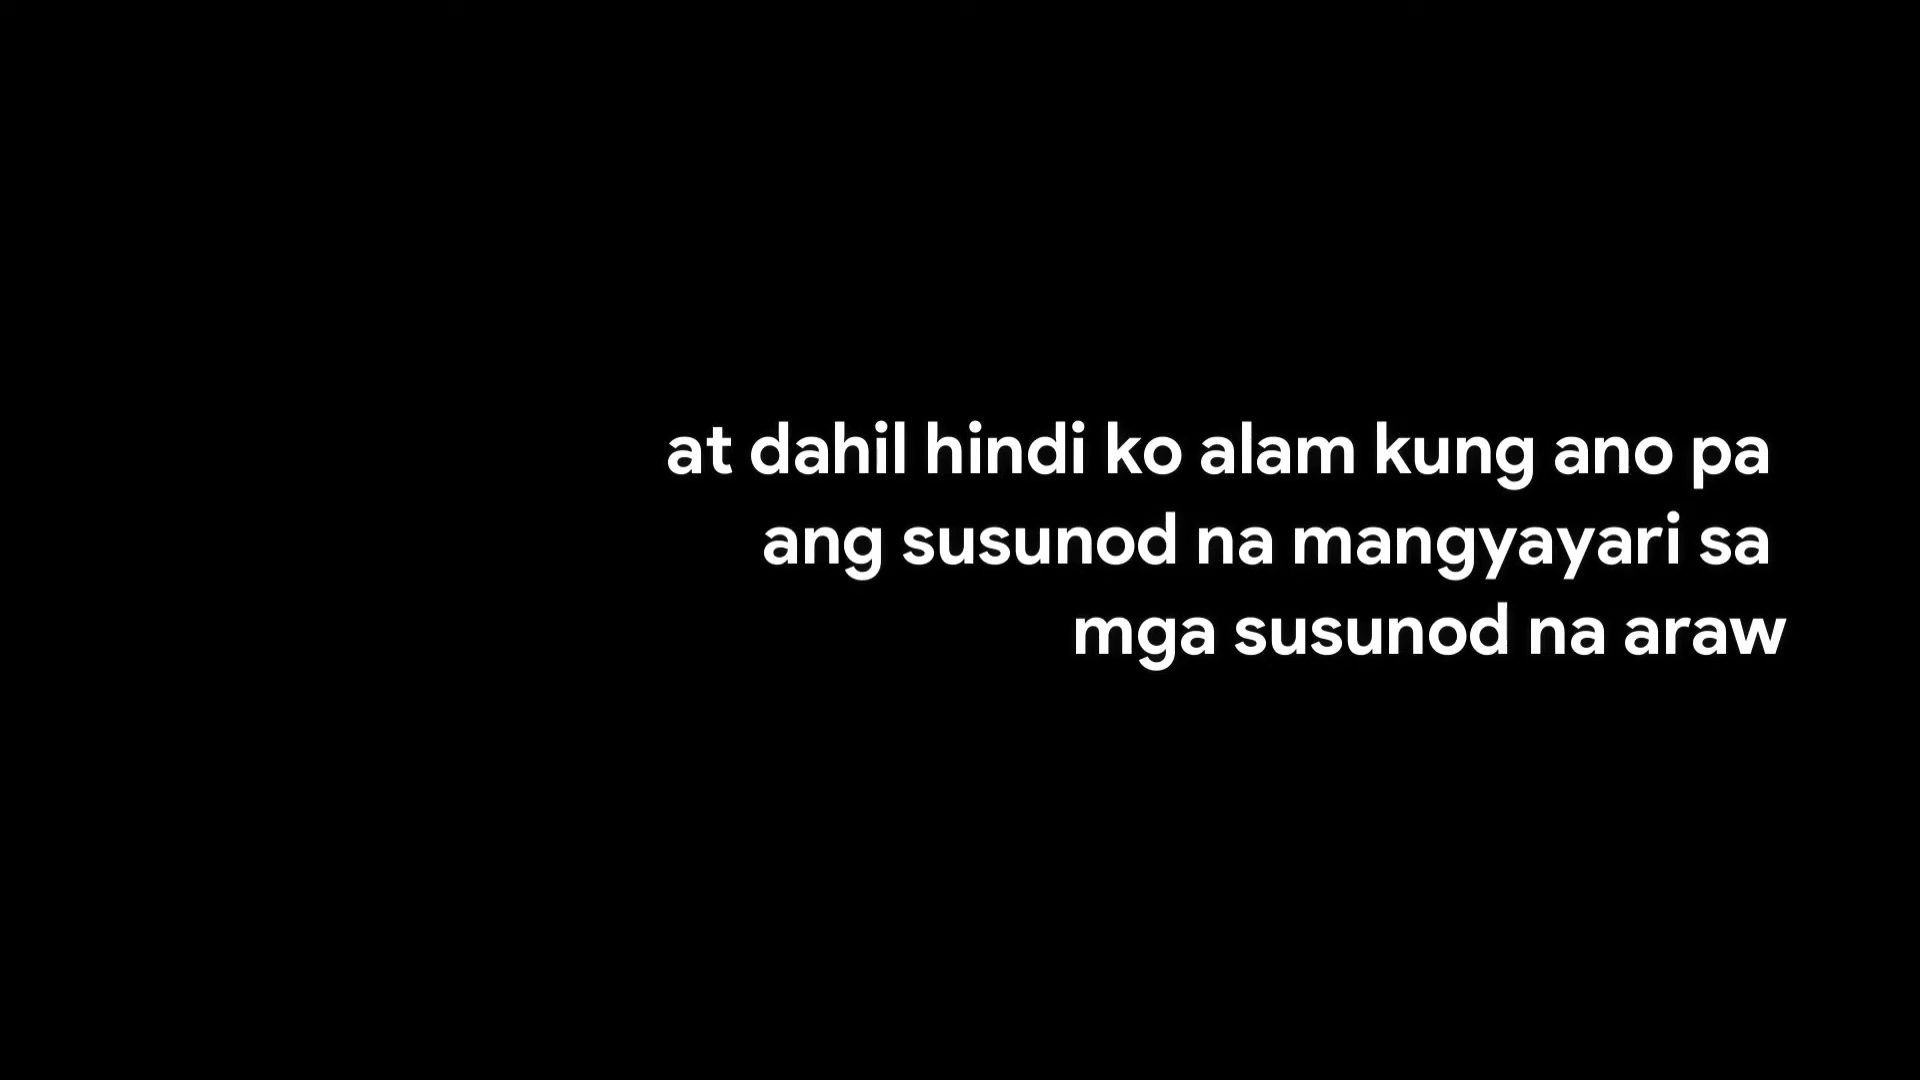 at dahil hindi ko alam kung ano pa
ang susunod na mangyayari sa
mga susunod na araw